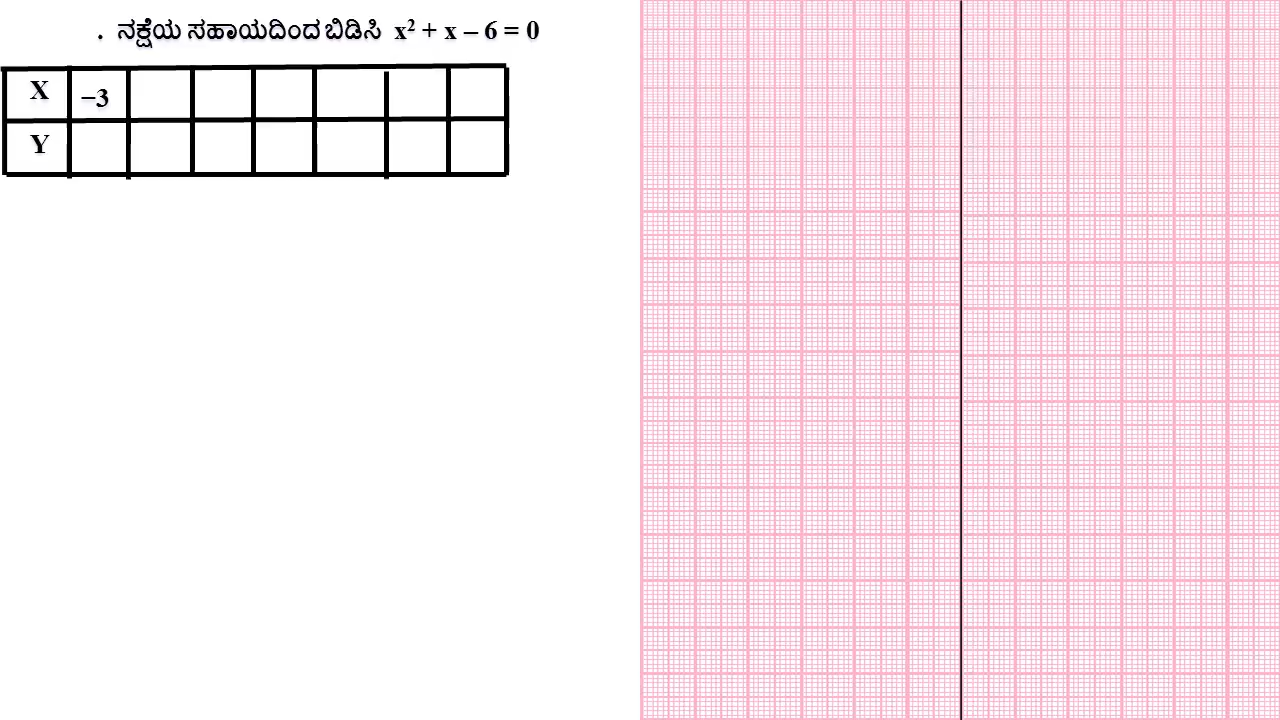 . ನಕ್ಷೆಯ ಸಹಾಯದಿಂದ ಬಿಡಿಸಿ x² + x – 6 = 0
X –3
Y